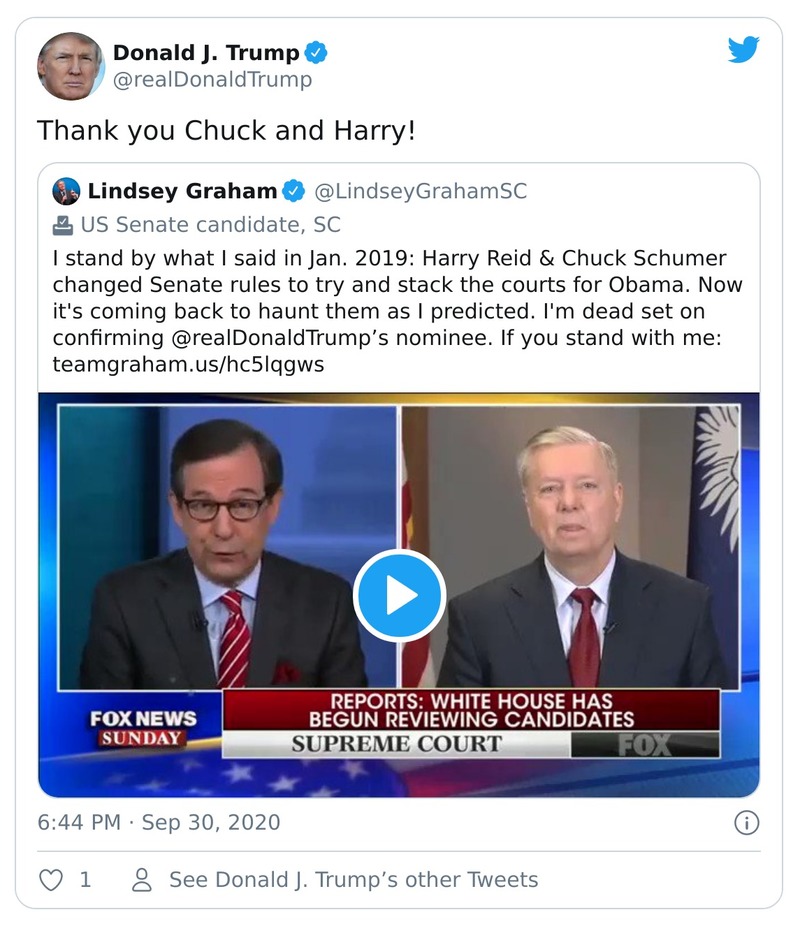 Donald J. Trump
@realDonaldTrump
Thank you Chuck and Harry!
Lindsey Graham @LindseyGrahamSC
US Senate candidate, SC
I stand by what I said in Jan. 2019: Harry Reid & Chuck Schumer
changed Senate rules to try and stack the courts for Obama. Now
it's coming back to haunt them as I predicted. I'm dead set on
confirming @realDonaldTrump’s nominee. If you stand with me:
teamgraham.us/hc5lqgws
FOX NEWS
SUNDAY
REPORTS: WHITE HOUSE HAS
BEGUN REVIEWING CANDIDATES
SUPREME COURT
FOX
6:44 PM · Sep 30, 2020
1 See Donald J. Trump’s other Tweets